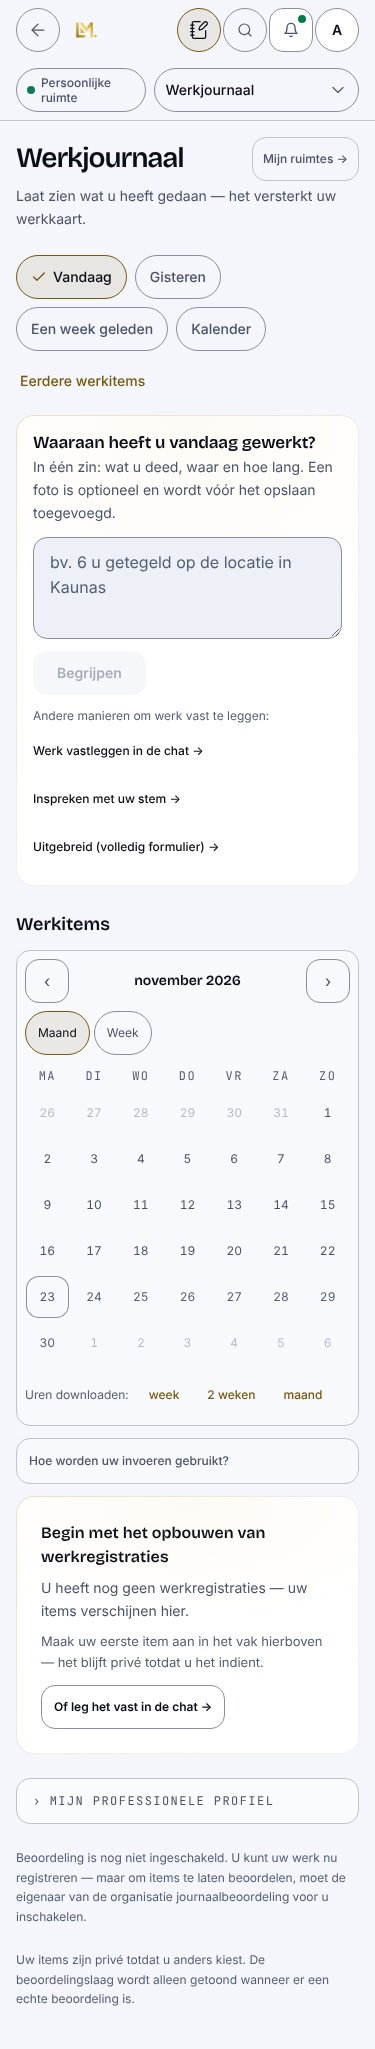 LM.
A
Persoonlijke
ruimte
Werkjournaal
Werkjournaal
Mijn ruimtes →
Laat zien wat u heeft gedaan — het versterkt uw
werkkaart.
Vandaag
Gisteren
Een week geleden
Kalender
Eerdere werkitems
Waaraan heeft u vandaag gewerkt?
In één zin: wat u deed, waar en hoe lang. Een
foto is optioneel en wordt vóór het opslaan
toegevoegd.
bv. 6 u getegeld op de locatie in
Kaunas
Begrijpen
Andere manieren om werk vast te leggen:
Werk vastleggen in de chat →
Inspreken met uw stem →
Uitgebreid (volledig formulier) →
Werkitems
‹ november 2026 ›
Maand
Week
MA DI WO DO VR ZA ZO
26 27 28 29 30 31 1
2 3 4 5 6 7 8
9 10 11 12 13 14 15
16 17 18 19 20 21 22
23 24 25 26 27 28 29
30 1 2 3 4 5 6
Uren downloaden: week 2 weken maand
Hoe worden uw invoeren gebruikt?
Begin met het opbouwen van
werkregistraties
U heeft nog geen werkregistraties — uw
items verschijnen hier.
Maak uw eerste item aan in het vak hierboven
— het blijft privé totdat u het indient.
Of leg het vast in de chat →
› MIJN PROFESSIONELE PROFIEL
Beoordeling is nog niet ingeschakeld. U kunt uw werk nu
registreren — maar om items te laten beoordelen, moet de
eigenaar van de organisatie journaalbeoordeling voor u
inschakelen.
Uw items zijn privé totdat u anders kiest. De
beoordelingslaag wordt alleen getoond wanneer er een
echte beoordeling is.